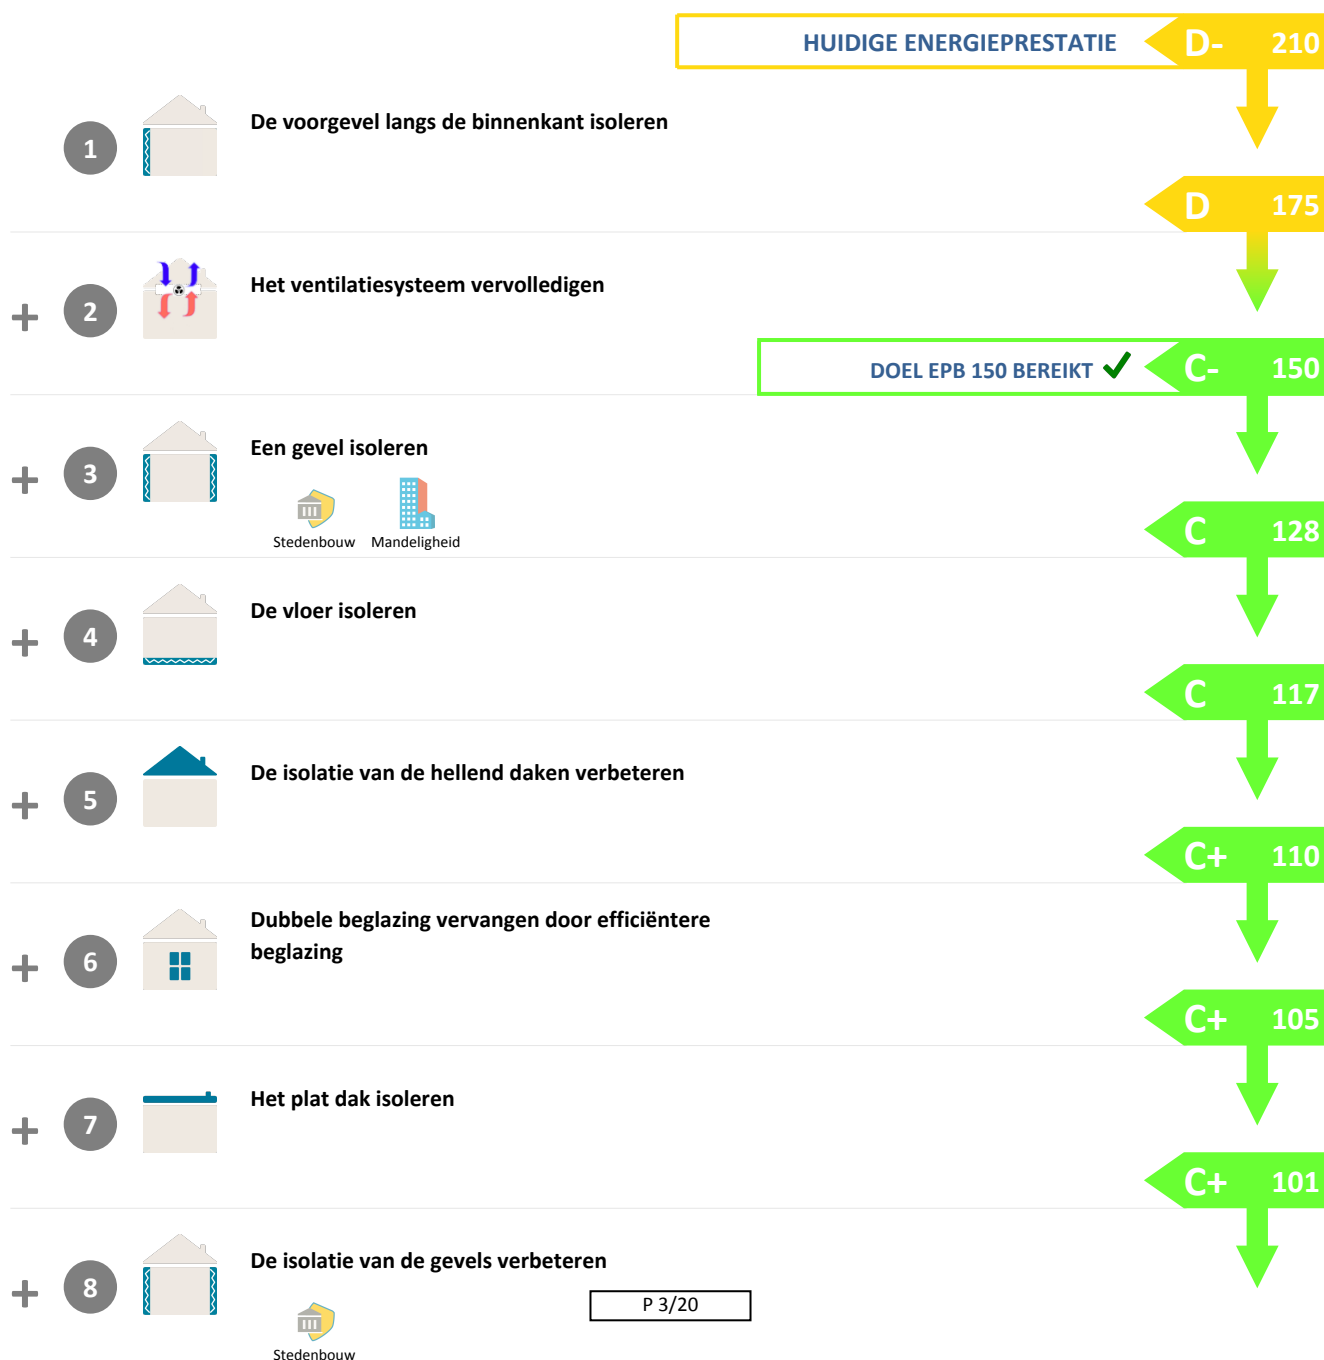 HUIDIGE ENERGIEPRESTATIE D- 210
1 De voorgevel langs de binnenkant isoleren
D 175
+ 2 Het ventilatiesysteem vervolledigen
DOEL EPB 150 BEREIKT ✓ C- 150
+ 3 Een gevel isoleren
Stedenbouw Mandeligheid
C 128
+ 4 De vloer isoleren
C 117
+ 5 De isolatie van de hellend daken verbeteren
C+ 110
+ 6 Dubbele beglazing vervangen door efficiëntere
beglazing
C+ 105
+ 7 Het plat dak isoleren
C+ 101
+ 8 De isolatie van de gevels verbeteren
P 3/20
Stedenbouw